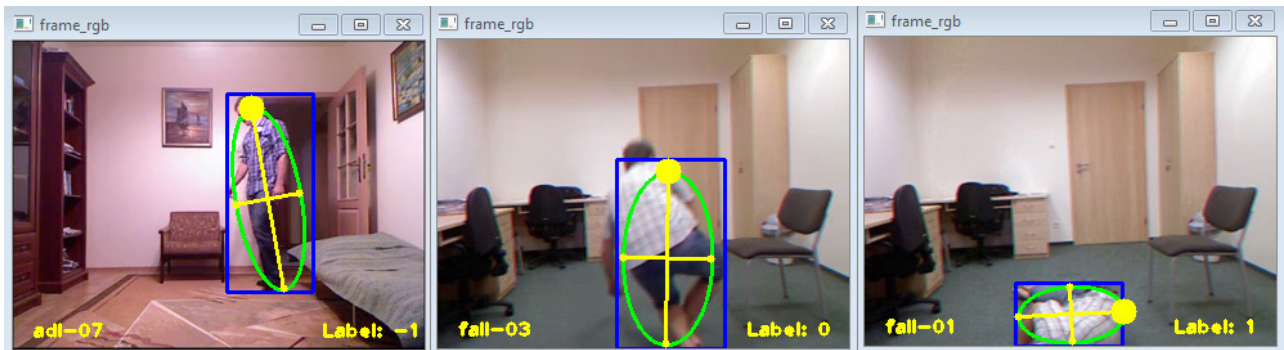 frame_rgb
adl-07
Label: -1
frame_rgb
fall-03
Label: 0
frame_rgb
fall-01
Label: 1